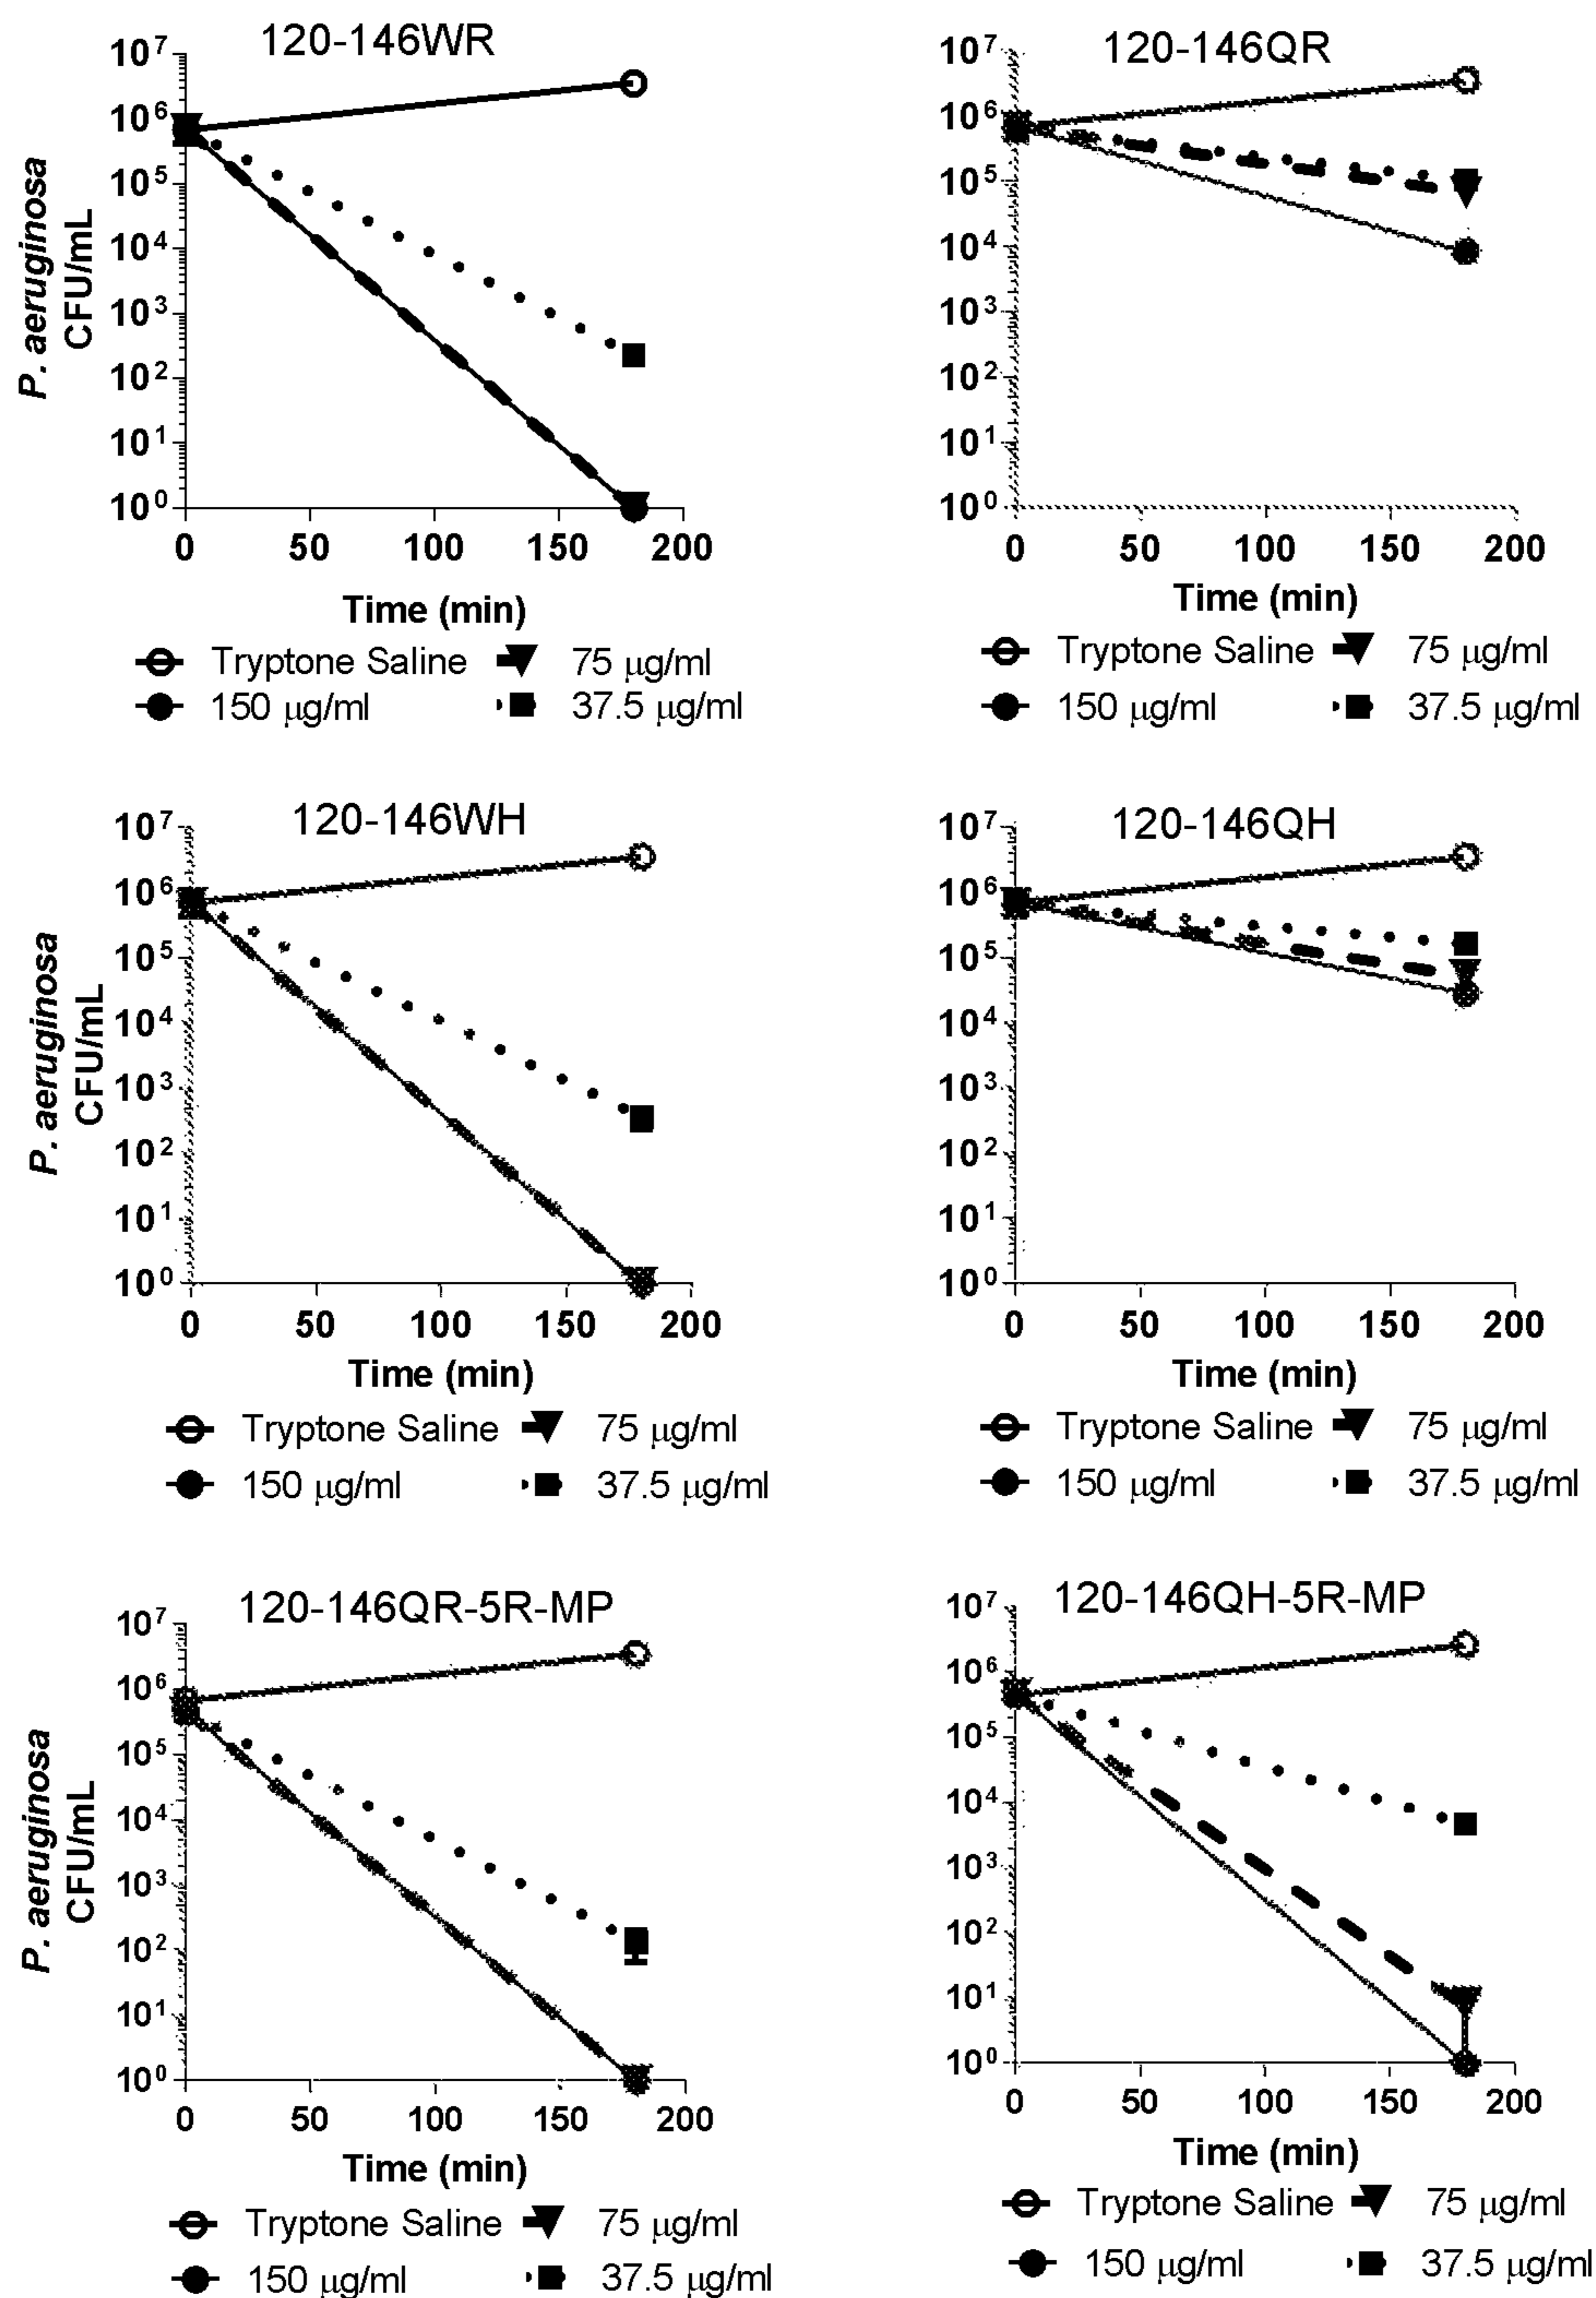 120-146WR
P. aeruginosa
CFU/mL
10⁷
10⁶
10⁵
10⁴
10³
10²
10¹
10⁰
0 50 100 150 200
Time (min)
Tryptone Saline 75 μg/ml
150 μg/ml 37.5 μg/ml
120-146QR
10⁷
10⁶
10⁵
10⁴
10³
10²
10¹
10⁰
0 50 100 150 200
Time (min)
Tryptone Saline 75 μg/ml
150 μg/ml 37.5 μg/ml
120-146WH
P. aeruginosa
CFU/mL
10⁷
10⁶
10⁵
10⁴
10³
10²
10¹
10⁰
0 50 100 150 200
Time (min)
Tryptone Saline 75 μg/ml
150 μg/ml 37.5 μg/ml
120-146QH
10⁷
10⁶
10⁵
10⁴
10³
10²
10¹
10⁰
0 50 100 150 200
Time (min)
Tryptone Saline 75 μg/ml
150 μg/ml 37.5 μg/ml
120-146QR-5R-MP
P. aeruginosa
CFU/mL
10⁷
10⁶
10⁵
10⁴
10³
10²
10¹
10⁰
0 50 100 150 200
Time (min)
Tryptone Saline 75 μg/ml
150 μg/ml 37.5 μg/ml
120-146QH-5R-MP
10⁷
10⁶
10⁵
10⁴
10³
10²
10¹
10⁰
0 50 100 150 200
Time (min)
Tryptone Saline 75 μg/ml
150 μg/ml 37.5 μg/ml